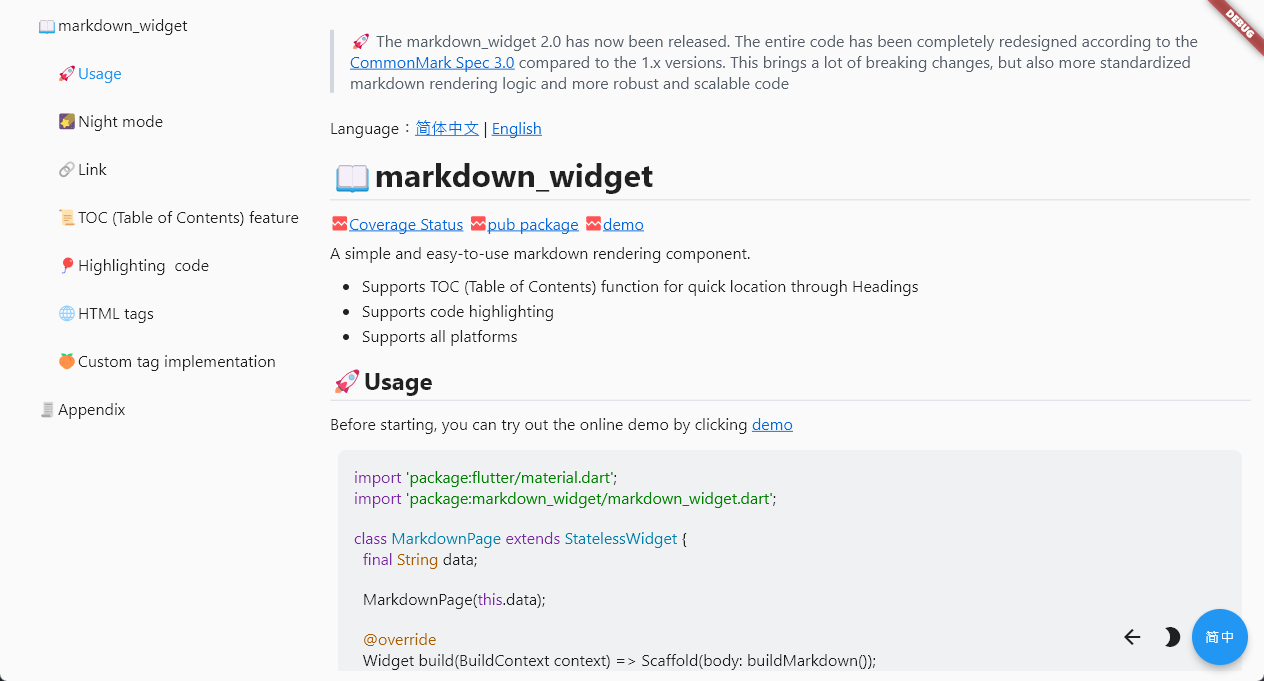 📖markdown_widget
🚀Usage
🌠Night mode
🔗Link
📜TOC (Table of Contents) feature
🎈Highlighting  code
🌐HTML tags
🍑Custom tag implementation
🧾Appendix
🚀 The markdown_widget 2.0 has now been released. The entire code has been completely redesigned according to the
CommonMark Spec 3.0 compared to the 1.x versions. This brings a lot of breaking changes, but also more standardized
markdown rendering logic and more robust and scalable code
Language：简体中文 | English
📖markdown_widget
Coverage Status pub package demo
A simple and easy-to-use markdown rendering component.
• Supports TOC (Table of Contents) function for quick location through Headings
• Supports code highlighting
• Supports all platforms
🚀Usage
Before starting, you can try out the online demo by clicking demo
import 'package:flutter/material.dart';
import 'package:markdown_widget/markdown_widget.dart';
class MarkdownPage extends StatelessWidget {
final String data;
MarkdownPage(this.data);
@override
Widget build(BuildContext context) => Scaffold(body: buildMarkdown());
DEBUG
简中